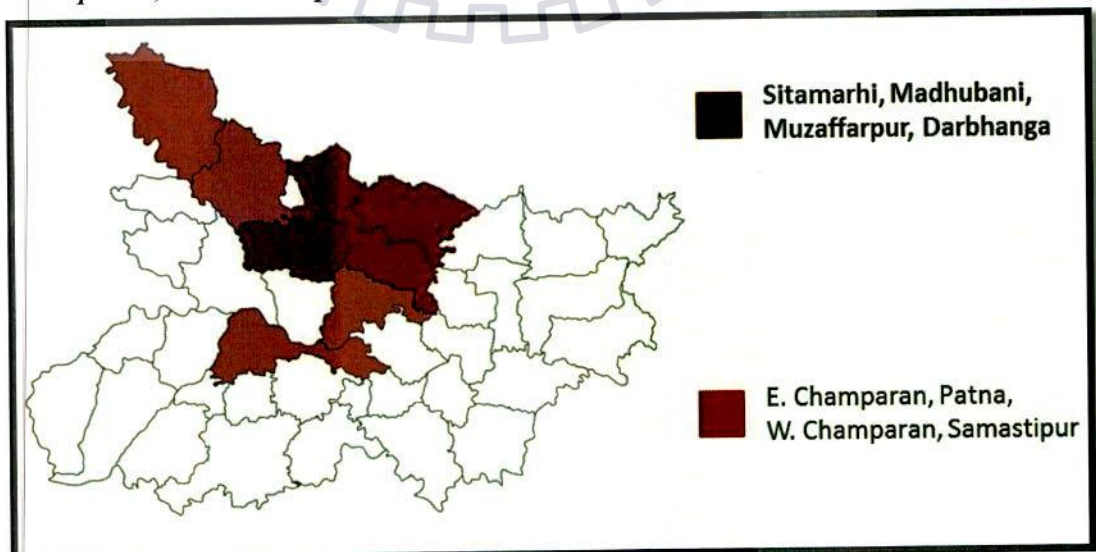 Sitamarhi, Madhubani,
Muzaffarpur, Darbhanga
E. Champaran, Patna,
W. Champaran, Samastipur